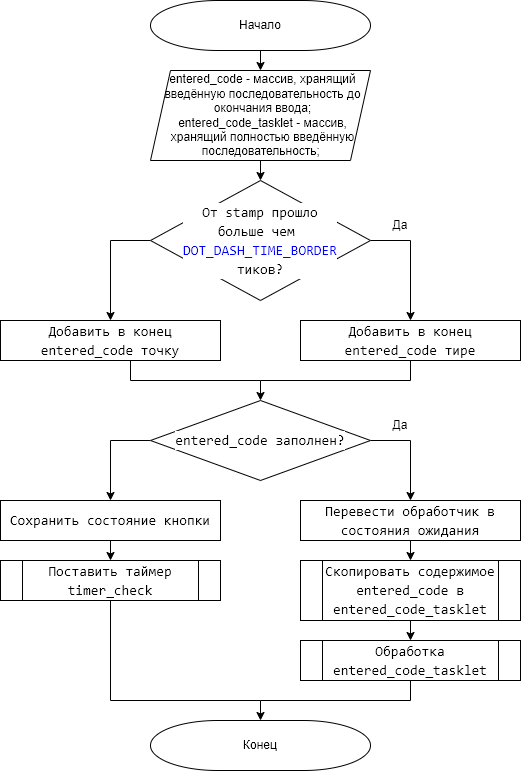 Начало
entered_code - массив, хранящий
введённую последовательность до
окончания ввода;
entered_code_tasklet - массив,
хранящий полностью введённую
последовательность;
От stamp прошло
больше чем
DOT_DASH_TIME_BORDER
тиков?
Да
Добавить в конец
entered_code точку
Добавить в конец
entered_code тире
entered_code заполнен?
Да
Сохранить состояние кнопки
Перевести обработчик в
состояния ожидания
Поставить таймер
timer_check
Скопировать содержимое
entered_code в
entered_code_tasklet
Обработка
entered_code_tasklet
Конец